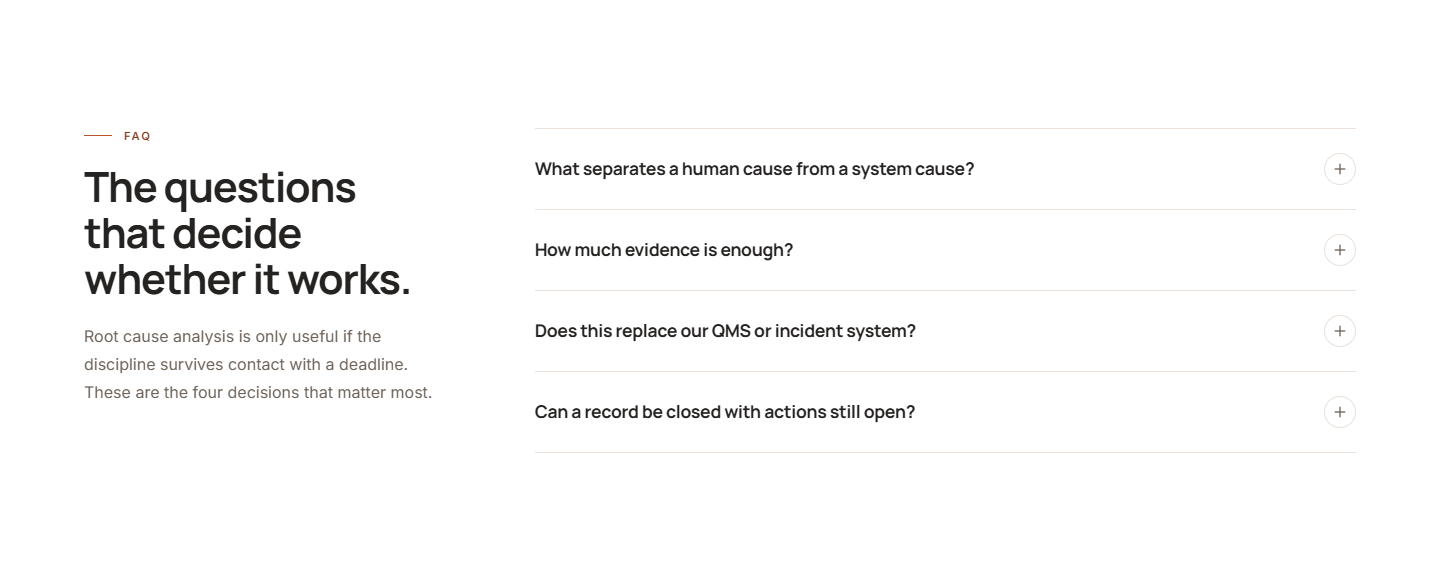 FAQ
The questions
that decide
whether it works.
Root cause analysis is only useful if the
discipline survives contact with a deadline.
These are the four decisions that matter most.
What separates a human cause from a system cause?
How much evidence is enough?
Does this replace our QMS or incident system?
Can a record be closed with actions still open?